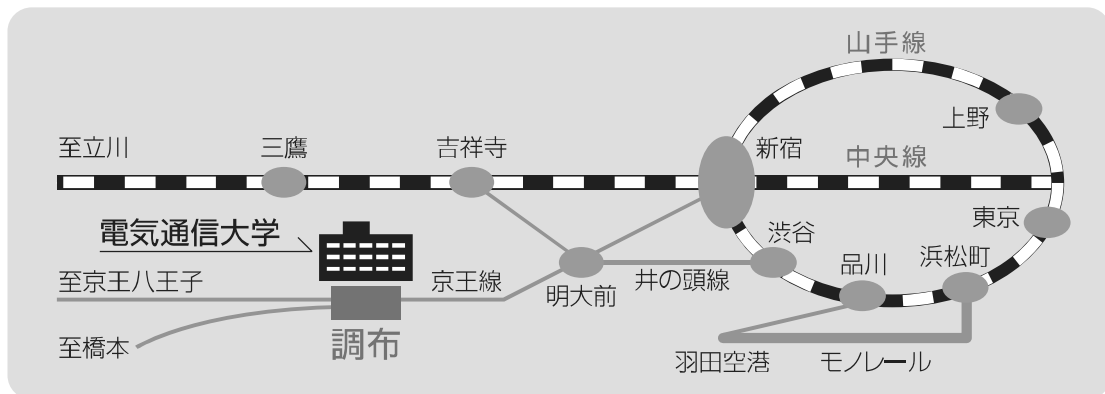 山手線
上野
至立川
三鷹
吉祥寺
新宿
中央線
電気通信大学
渋谷
東京
浜松町
品川
至京王八王子
京王線
明大前
井の頭線
調布
至橋本
羽田空港
モノレール